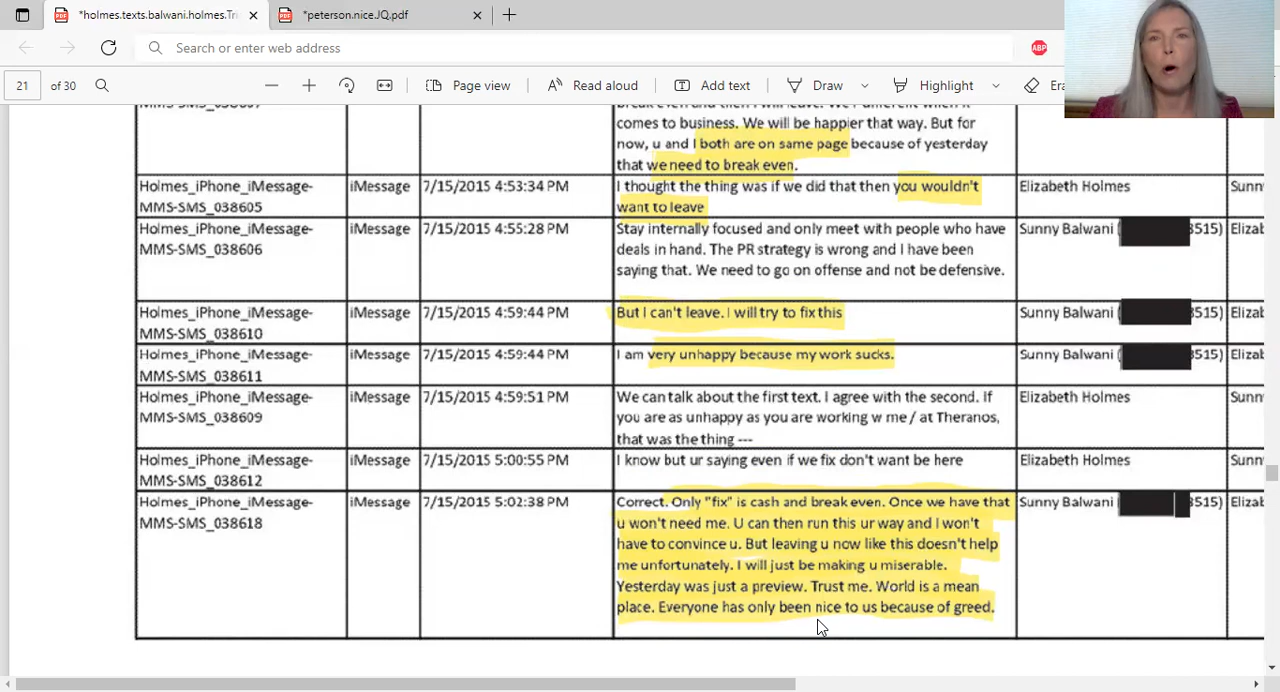 *holmes.texts.balwani.holmes.Tr
*peterson.nice.JQ.pdf
Search or enter web address
ABP
21 of 30
Page view
Read aloud
Add text
Draw
Highlight
Era
comes to business. We will be happier that way. But for
now, u and I both are on same page because of yesterday
that we need to break even.
Holmes_iPhone_iMessage- iMessage 7/15/2015 4:53:34 PM I thought the thing was if we did that then you wouldn't Elizabeth Holmes Sunny
MMS-SMS_038605 want to leave
Holmes_iPhone_iMessage- iMessage 7/15/2015 4:55:28 PM Stay internally focused and only meet with people who have Sunny Balwani ( 3515) Elizab
MMS-SMS_038606 deals in hand. The PR strategy is wrong and I have been
saying that. We need to go on offense and not be defensive.
Holmes_iPhone_iMessage- iMessage 7/15/2015 4:59:44 PM But I can't leave. I will try to fix this Sunny Balwani ( 3515) Elizab
MMS-SMS_038610
Holmes_iPhone_iMessage- iMessage 7/15/2015 4:59:44 PM I am very unhappy because my work sucks. Sunny Balwani ( 3515) Elizab
MMS-SMS_038611
Holmes_iPhone_iMessage- iMessage 7/15/2015 4:59:51 PM We can talk about the first text. I agree with the second. If Elizabeth Holmes Sunn
MMS-SMS_038609 you are as unhappy as you are working w me / at Theranos,
that was the thing ---
Holmes_iPhone_iMessage- iMessage 7/15/2015 5:00:55 PM I know but ur saying even if we fix don't want be here Elizabeth Holmes Sunn
MMS-SMS_038612
Holmes_iPhone_iMessage- iMessage 7/15/2015 5:02:38 PM Correct. Only "fix" is cash and break even. Once we have that Sunny Balwani ( 3515) Elizab
MMS-SMS_038618 u won't need me. U can then run this ur way and I won't
have to convince u. But leaving u now like this doesn't help
me unfortunately. I will just be making u miserable.
Yesterday was just a preview. Trust me. World is a mean
place. Everyone has only been nice to us because of greed.